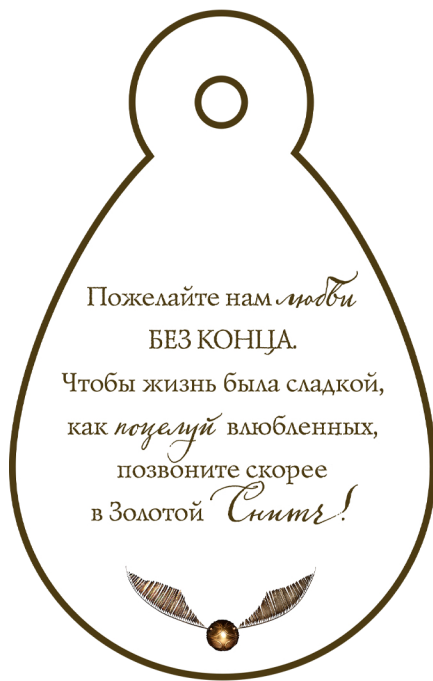 Пожелайте нам любви
БЕЗ КОНЦА.
Чтобы жизнь была сладкой,
как поцелуй влюбленных,
позвоните скорее
в Золотой Снитч!